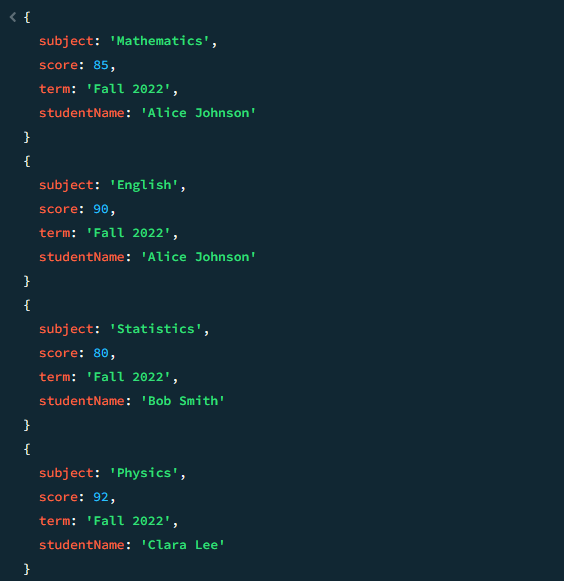 {
subject: 'Mathematics',
score: 85,
term: 'Fall 2022',
studentName: 'Alice Johnson'
}
{
subject: 'English',
score: 90,
term: 'Fall 2022',
studentName: 'Alice Johnson'
}
{
subject: 'Statistics',
score: 80,
term: 'Fall 2022',
studentName: 'Bob Smith'
}
{
subject: 'Physics',
score: 92,
term: 'Fall 2022',
studentName: 'Clara Lee'
}